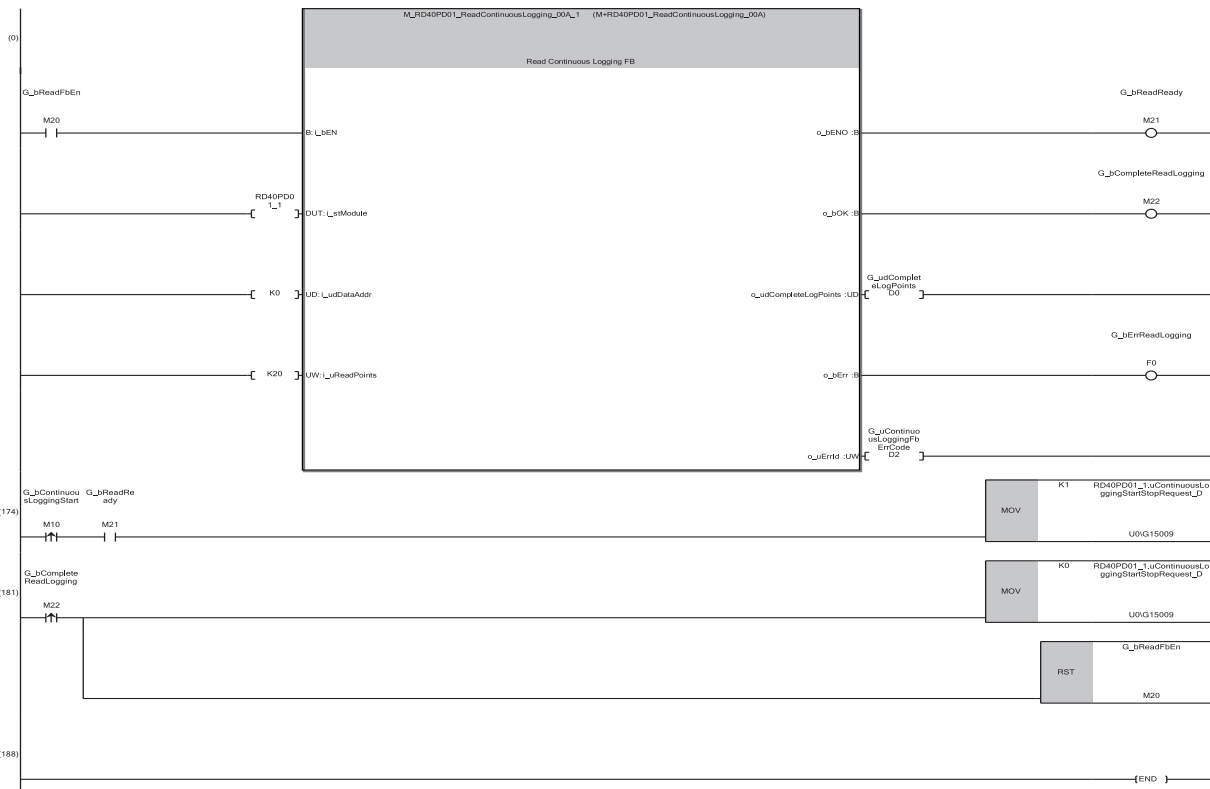 M_RD40PD01_ReadContinuousLogging_00A_1 (M+RD40PD01_ReadContinuousLogging_00A)
(0)
Read Continuous Logging FB
G_bReadFbEn
G_bReadReady
M20
M21
B: i_bEN
o_bENO :B
G_bCompleteReadLogging
RD40PD0
1_1
M22
DUT: i_stModule
o_bOK :B
G_udComplet
eLogPoints
K0
D0
UD: i_udDataAddr
o_udCompleteLogPoints :UD
G_bErrReadLogging
F0
K20
UW: i_uReadPoints
o_bErr :B
G_uContinuo
usLoggingFb
ErrCode
D2
o_uErrId :UW
G_bContinuou
sLoggingStart
G_bReadRe
ady
K1
RD40PD01_1.uContinuousLo
ggingStartStopRequest_D
(174)
MOV
M10
M21
U0\G15009
G_bComplete
ReadLogging
K0
RD40PD01_1.uContinuousLo
ggingStartStopRequest_D
(181)
MOV
M22
U0\G15009
G_bReadFbEn
RST
M20
(188)
END